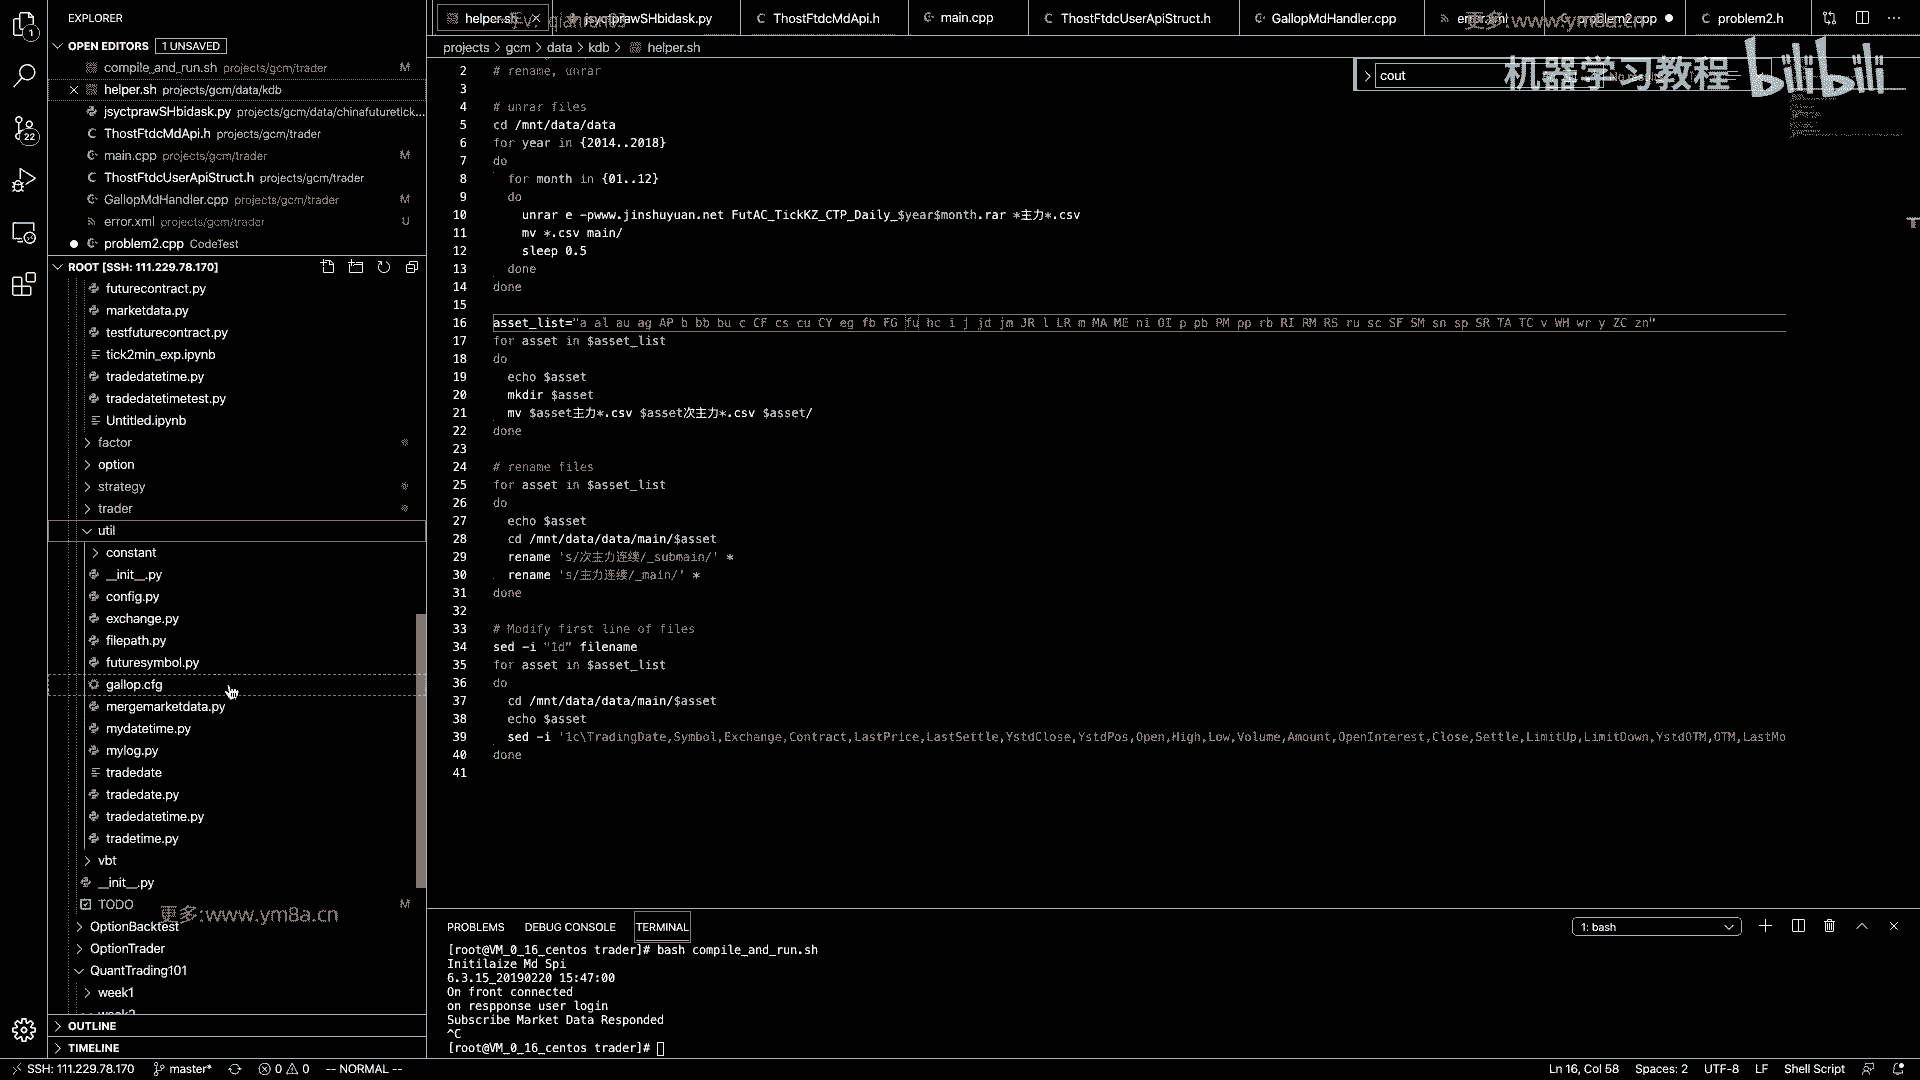 EXPLORER
OPEN EDITORS 1 UNSAVED
compile_and_run.sh projects/gcm/trader M
helper.sh projects/gcm/data/kdb
jsyctprawSHbidask.py projects/gcm/data/chinafuturetick...
ThostFtdcMdApi.h projects/gcm/trader
main.cpp projects/gcm/trader M
ThostFtdcUserApiStruct.h projects/gcm/trader
GallopMdHandler.cpp projects/gcm/trader M
error.xml projects/gcm/trader U
problem2.cpp CodeTest
ROOT [SSH: 111.229.78.170]
futurecontract.py
marketdata.py
testfuturecontract.py
tick2min_exp.ipynb
tradedatetime.py
tradedatetimetest.py
Untitled.ipynb
factor
option
strategy
trader
util
constant
__init__.py
config.py
exchange.py
filepath.py
futuresymbol.py
gallop.cfg
mergemarketdata.py
mydatetime.py
mylog.py
tradedate
tradedate.py
tradedatetime.py
tradetime.py
vbt
__init__.py
TODO M
更多:www.ym8a.cn
OptionBacktest
OptionTrader
QuantTrading101
week1
OUTLINE
TIMELINE
helper.sh jsyctprawSHbidask.py ThostFtdcMdApi.h main.cpp ThostFtdcUserApiStruct.h GallopMdHandler.cpp error.xml problem2.cpp problem2.h
更多:www.ym8a.cn
projects > gcm > data > kdb > helper.sh
cout
机器学习教程 bilibili
2 # rename, unrar
3
4 # unrar files
5 cd /mnt/data/data
6 for year in {2014..2018}
7 do
8 for month in {01..12}
9 do
10 unrar e -pwww.jinshuyuan.net FutAC_TickKZ_CTP_Daily_$year$month.rar *主力*.csv
11 mv *.csv main/
12 sleep 0.5
13 done
14 done
15
16 asset_list="a al au ag AP b bb bu c CF cs cu CY eg fb FG fu hc i j jd jm JR l LR m MA ME ni OI p pb PM pp rb RI RM RS ru sc SF SM sn sp SR TA TC v WH wr y ZC zn"
17 for asset in $asset_list
18 do
19 echo $asset
20 mkdir $asset
21 mv $asset主力*.csv $asset次主力*.csv $asset/
22 done
23
24 # rename files
25 for asset in $asset_list
26 do
27 echo $asset
28 cd /mnt/data/data/main/$asset
29 rename 's/次主力连续/_submain/' *
30 rename 's/主力连续/_main/' *
31 done
32
33 # Modify first line of files
34 sed -i "1d" filename
35 for asset in $asset_list
36 do
37 cd /mnt/data/data/main/$asset
38 echo $asset
39 sed -i '1c\TradingDate,Symbol,Exchange,Contract,LastPrice,LastSettle,YstdClose,YstdPos,Open,High,Low,Volume,Amount,OpenInterest,Close,Settle,LimitUp,LimitDown,YstdOTM,OTM,LastMo
40 done
41
PROBLEMS DEBUG CONSOLE TERMINAL 1: bash
[root@VM_0_16_centos trader]# bash compile_and_run.sh
Initilaize Md Spi
6.3.15_20190220 15:47:00
On front connected
on respponse user login
Subscribe Market Data Responded
^C
[root@VM_0_16_centos trader]#
SSH: 111.229.78.170 master* 0 0 -- NORMAL -- Ln 16, Col 58 Spaces: 2 UTF-8 LF Shell Script